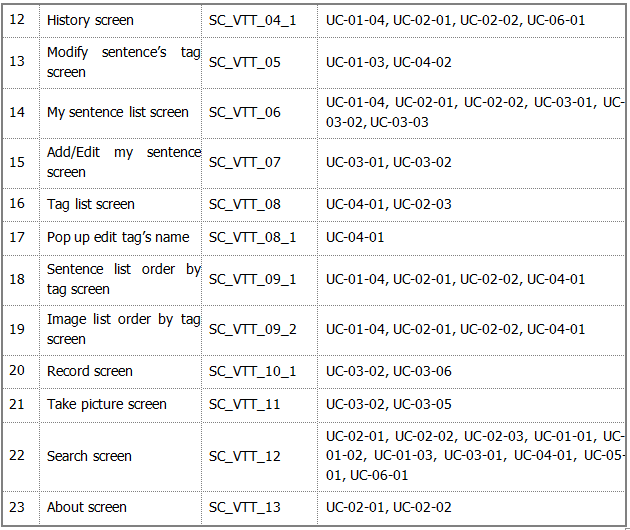 12 History screen SC_VTT_04_1 UC-01-04, UC-02-01, UC-02-02, UC-06-01
13 Modify sentence's tag screen SC_VTT_05 UC-01-03, UC-04-02
14 My sentence list screen SC_VTT_06 UC-01-04, UC-02-01, UC-02-02, UC-03-01, UC-03-02, UC-03-03
15 Add/Edit my sentence screen SC_VTT_07 UC-03-01, UC-03-02
16 Tag list screen SC_VTT_08 UC-04-01, UC-02-03
17 Pop up edit tag's name SC_VTT_08_1 UC-04-01
18 Sentence list order by tag screen SC_VTT_09_1 UC-01-04, UC-02-01, UC-02-02, UC-04-01
19 Image list order by tag screen SC_VTT_09_2 UC-01-04, UC-02-01, UC-02-02, UC-04-01
20 Record screen SC_VTT_10_1 UC-03-02, UC-03-06
21 Take picture screen SC_VTT_11 UC-03-02, UC-03-05
22 Search screen SC_VTT_12 UC-02-01, UC-02-02, UC-02-03, UC-01-01, UC-01-02, UC-01-03, UC-03-01, UC-04-01, UC-05-01, UC-06-01
23 About screen SC_VTT_13 UC-02-01, UC-02-02